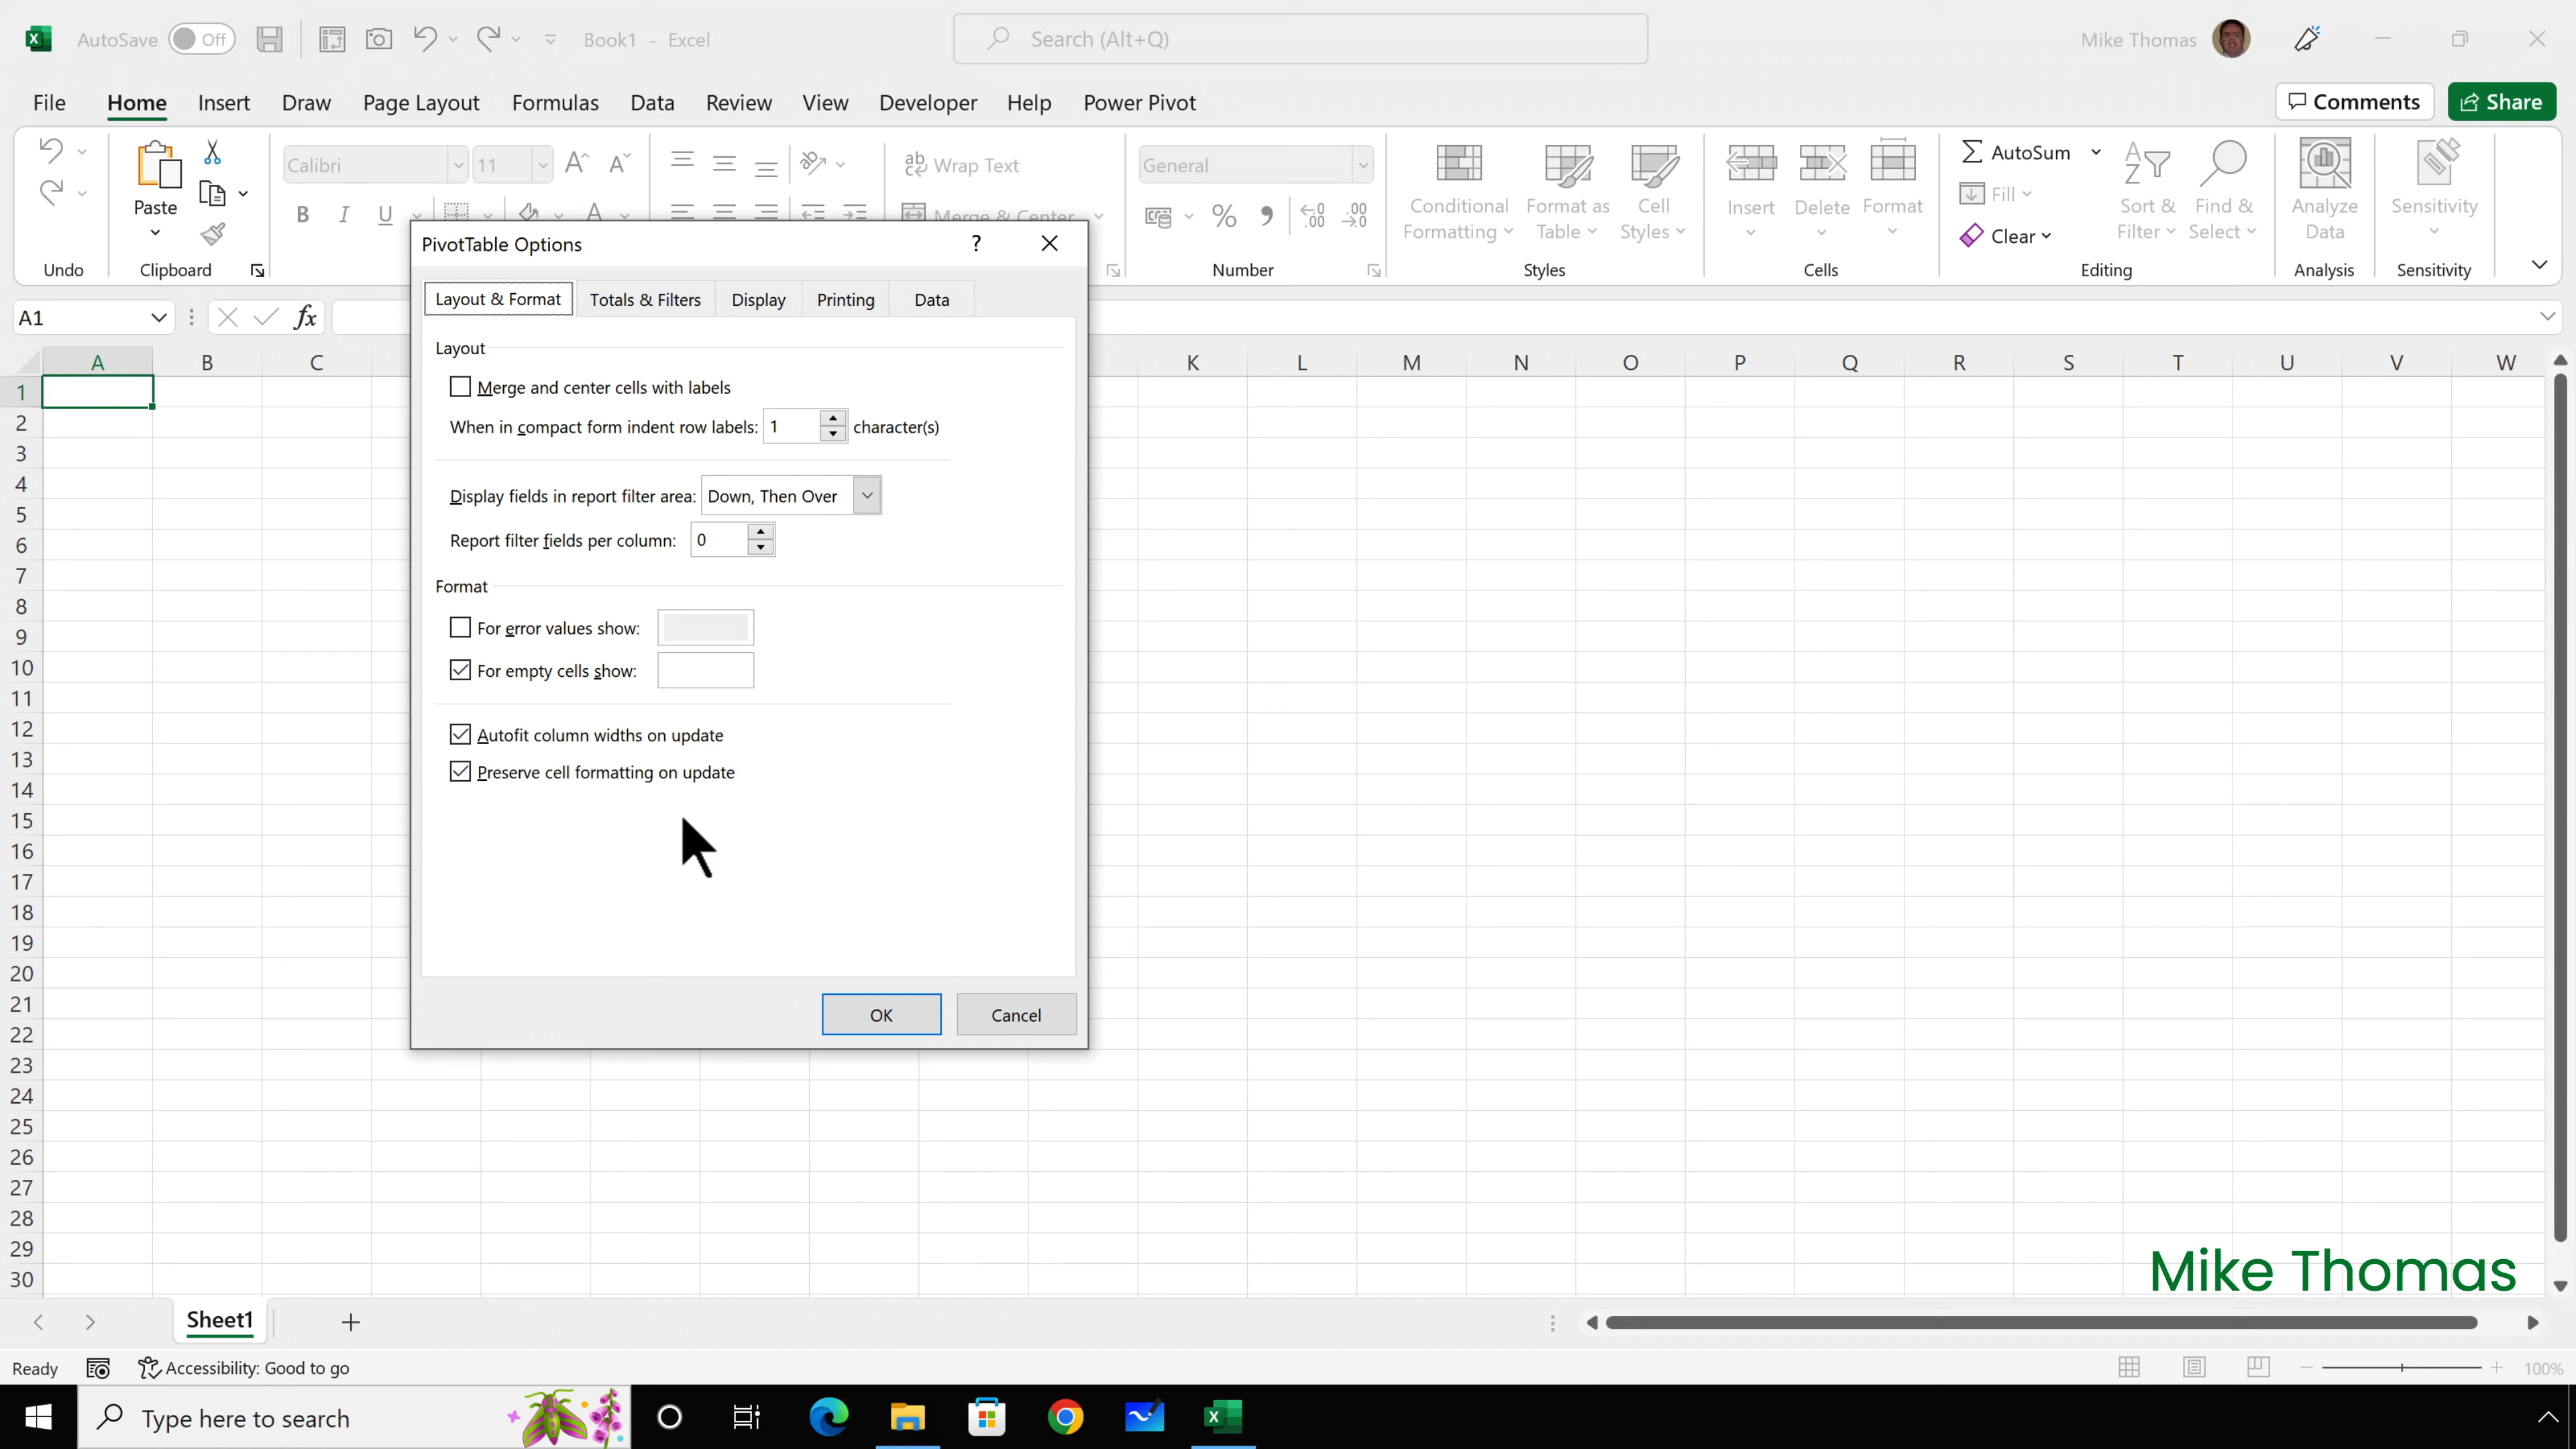 AutoSave Off Book1 - Excel Search (Alt+Q) Mike Thomas
File Home Insert Draw Page Layout Formulas Data Review View Developer Help Power Pivot Comments Share
Paste
Calibri 11
Wrap Text
Merge & Center
General
Conditional Formatting
Format as Table
Cell Styles
Insert
Delete
Format
AutoSum
Fill
Clear
Sort & Filter
Find & Select
Analyze Data
Sensitivity
Undo Clipboard Number Styles Cells Editing Analysis Sensitivity
A1
PivotTable Options
Layout & Format Totals & Filters Display Printing Data
Layout
Merge and center cells with labels
When in compact form indent row labels: 1 character(s)
Display fields in report filter area: Down, Then Over
Report filter fields per column: 0
Format
For error values show:
For empty cells show:
Autofit column widths on update
Preserve cell formatting on update
OK Cancel
A B C K L M N O P Q R S T U V W
1
2
3
4
5
6
7
8
9
10
11
12
13
14
15
16
17
18
19
20
21
22
23
24
25
26
27
28
29
30
Mike Thomas
Sheet1
Ready Accessibility: Good to go 100%
Type here to search